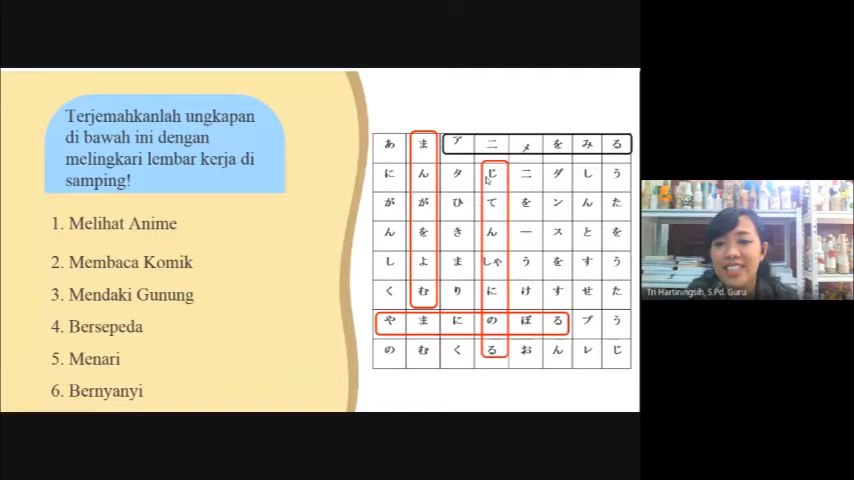 Terjemahkanlah ungkapan
di bawah ini dengan
melingkari lembar kerja di
samping!
1. Melihat Anime
2. Membaca Komik
3. Mendaki Gunung
4. Bersepeda
5. Menari
6. Bernyanyi
あ ま ア ニ メ を み る
に ん タ じ ニ ダ し う
が が ひ て を ン ん た
ん を き ん ー ス と を
し よ ま しゃ う を す う
く む り に け す せ た
や ま に の ぼ る プ う
の む く る お ん レ じ
Tri Hartiningsih, S.Pd. Guru